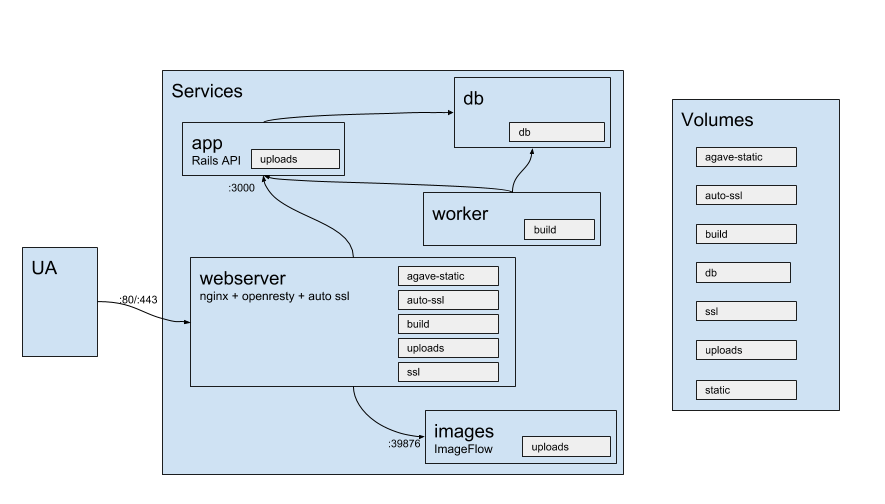 Services
db
db
app
Rails API
uploads
:3000
worker
build
UA
:80/:443
webserver
nginx + openresty + auto ssl
agave-static
auto-ssl
build
uploads
ssl
:39876
images
ImageFlow
uploads
Volumes
agave-static
auto-ssl
build
db
ssl
uploads
static